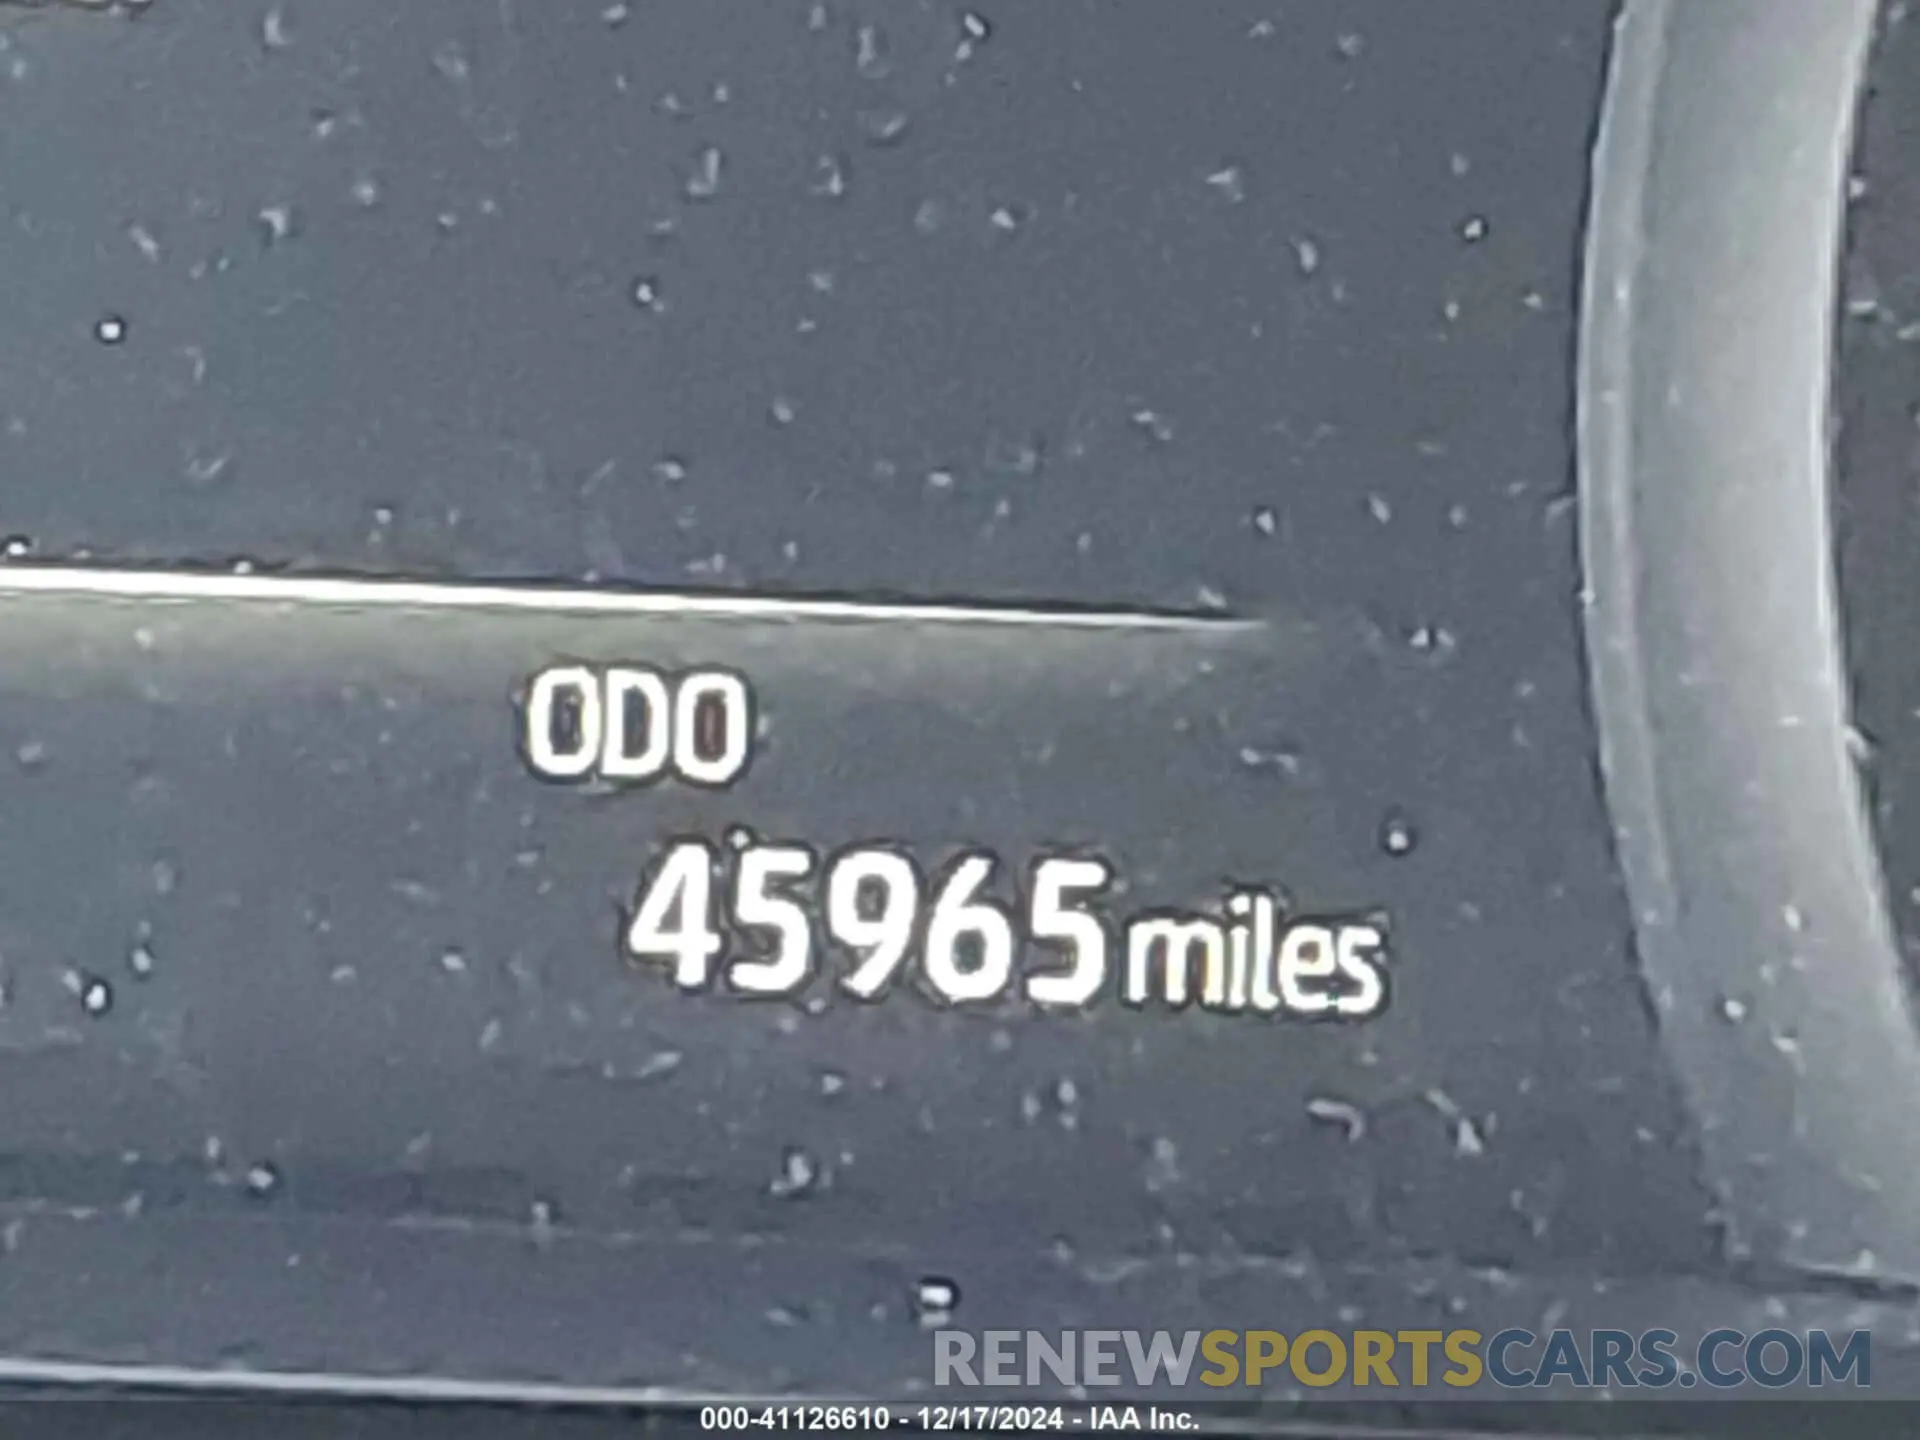 ODO
45965 miles
RENEWSPORTSCARS.COM
000-41126610 - 12/17/2024 - IAA Inc.